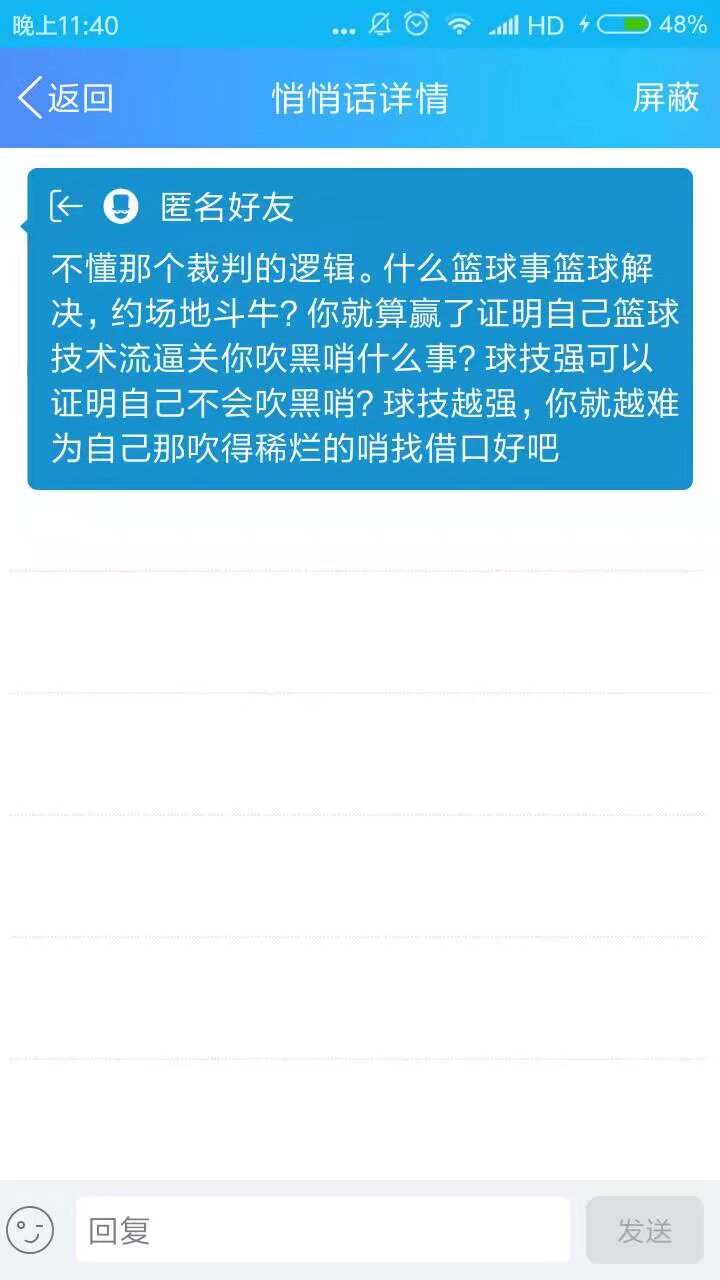 晚上11:40 ... HD 48%
返回 悄悄话详情 屏蔽
匿名好友
不懂那个裁判的逻辑。什么篮球事篮球解
决，约场地斗牛？你就算赢了证明自己篮球
技术流逼关你吹黑哨什么事？球技强可以
证明自己不会吹黑哨？球技越强，你就越难
为自己那吹得稀烂的哨找借口好吧
回复 发送